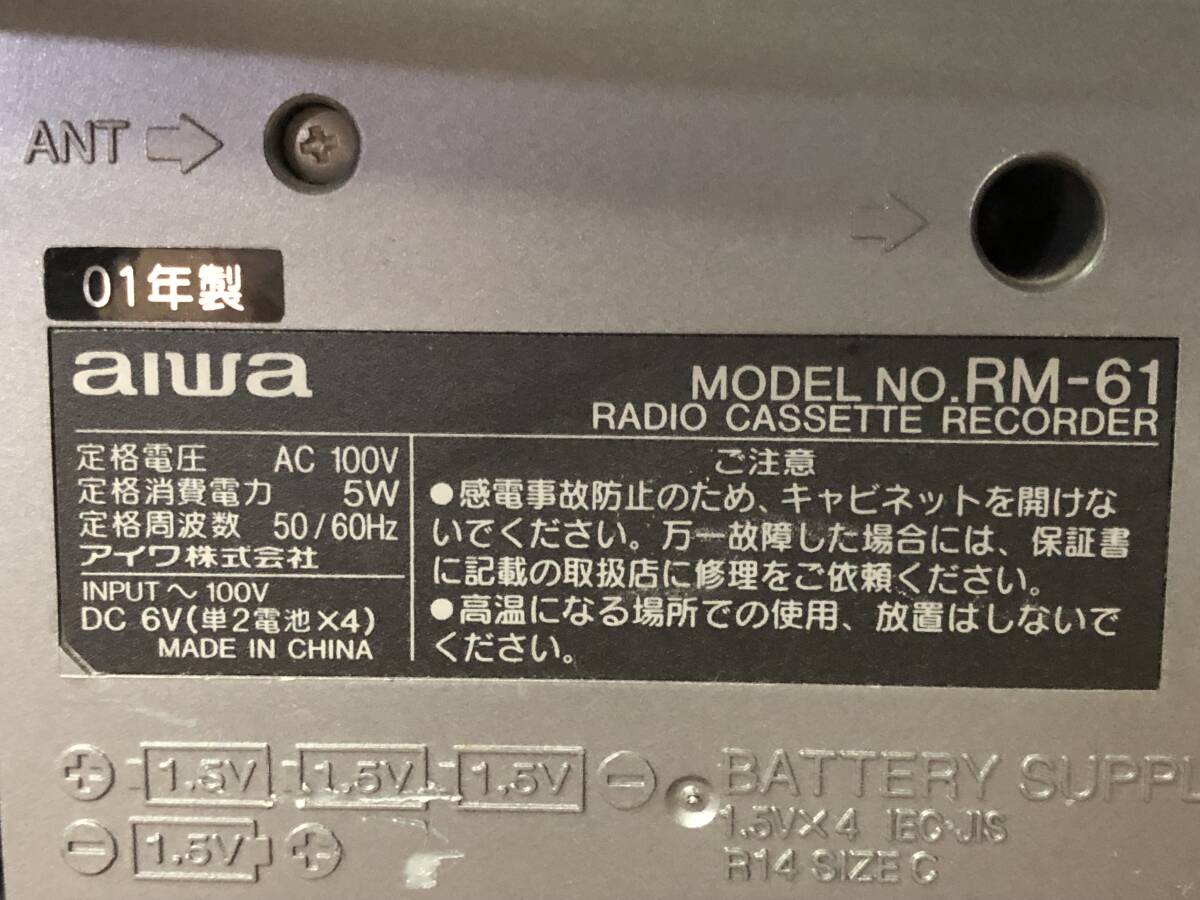 ANT
01年製
aiwa
MODEL NO.RM-61
RADIO CASSETTE RECORDER
定格電圧 AC 100V
定格消費電力 5W
定格周波数 50/60Hz
アイワ株式会社
INPUT～100V
DC 6V(単2電池×4)
MADE IN CHINA
ご注意
●感電事故防止のため、キャビネットを開けな
いでください。万一故障した場合には、保証書
に記載の取扱店に修理をご依頼ください。
●高温になる場所での使用、放置はしないで
ください。
⊕ 1.5V 1.5V 1.5V ⊖
⊖ 1.5V ⊕
BATTERY SUPPL
1.5V×4 IEC·JIS
R14 SIZE C